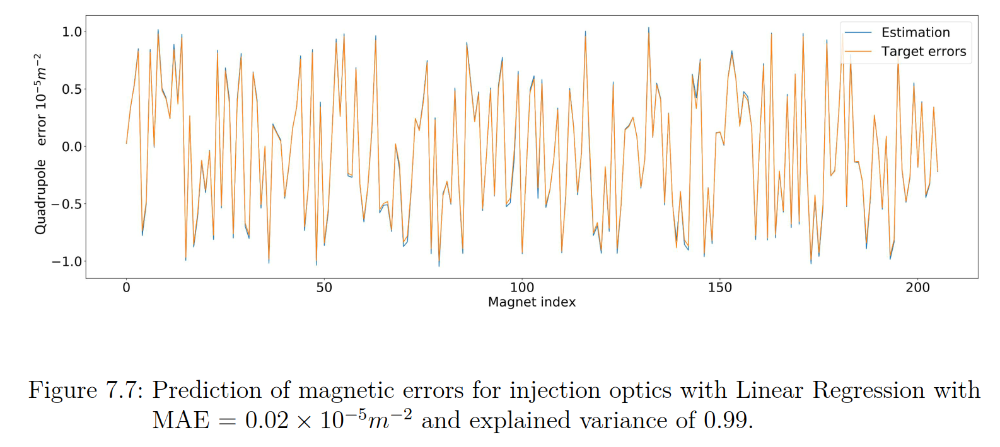 1.0
0.5
0.0
−0.5
−1.0
Quadrupole error 10⁻⁵m⁻²
Estimation
Target errors
0 50 100 150 200
Magnet index
Figure 7.7: Prediction of magnetic errors for injection optics with Linear Regression with
MAE = 0.02 × 10⁻⁵m⁻² and explained variance of 0.99.